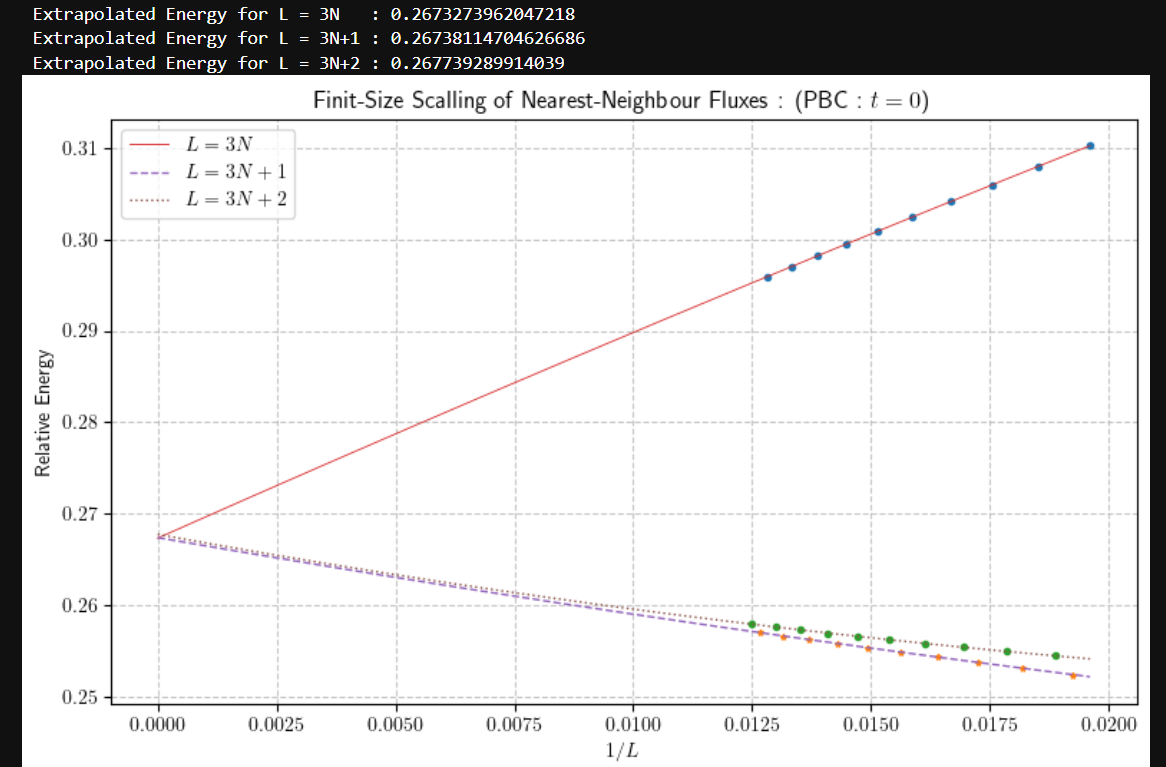 Extrapolated Energy for L = 3N   : 0.2673273962047218
Extrapolated Energy for L = 3N+1 : 0.26738114704626686
Extrapolated Energy for L = 3N+2 : 0.267739289914039
Finit-Size Scalling of Nearest-Neighbour Fluxes : (PBC : t = 0)
L = 3N
L = 3N + 1
L = 3N + 2
0.31
0.30
0.29
0.28
0.27
0.26
0.25
Relative Energy
0.0000 0.0025 0.0050 0.0075 0.0100 0.0125 0.0150 0.0175 0.0200
1/L